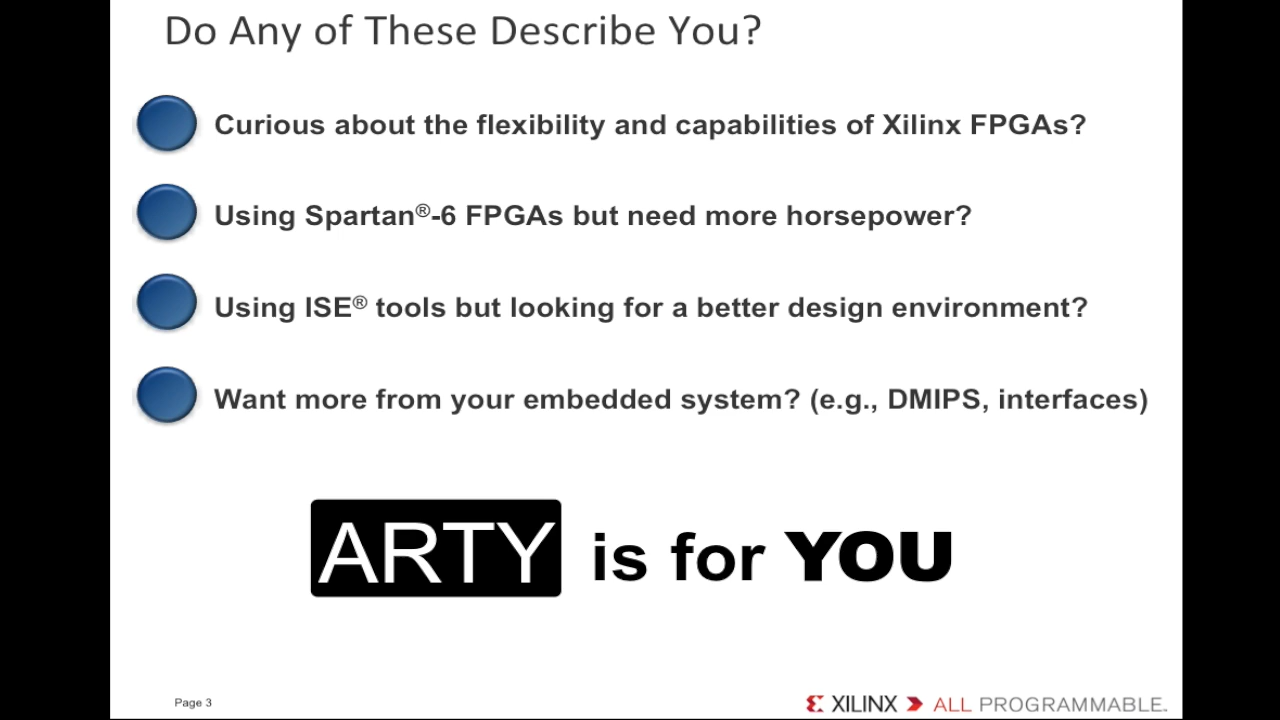 Do Any of These Describe You?
Curious about the flexibility and capabilities of Xilinx FPGAs?
Using Spartan®-6 FPGAs but need more horsepower?
Using ISE® tools but looking for a better design environment?
Want more from your embedded system? (e.g., DMIPS, interfaces)
ARTY is for YOU
Page 3
XILINX ALL PROGRAMMABLE™